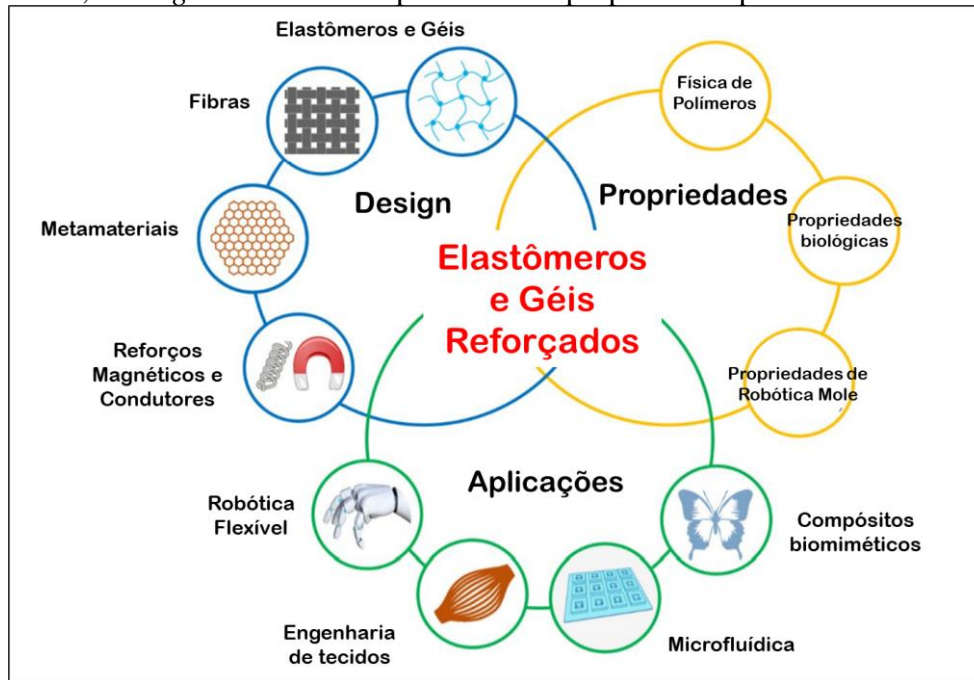 Elastômeros e Géis
Fibras
Metamateriais
Reforços
Magnéticos e
Condutores
Design
Propriedades
Física de
Polímeros
Propriedades
biológicas
Propriedades de
Robótica Mole
Elastômeros
e Géis
Reforçados
Aplicações
Robótica
Flexível
Engenharia
de tecidos
Microfluídica
Compósitos
biomiméticos